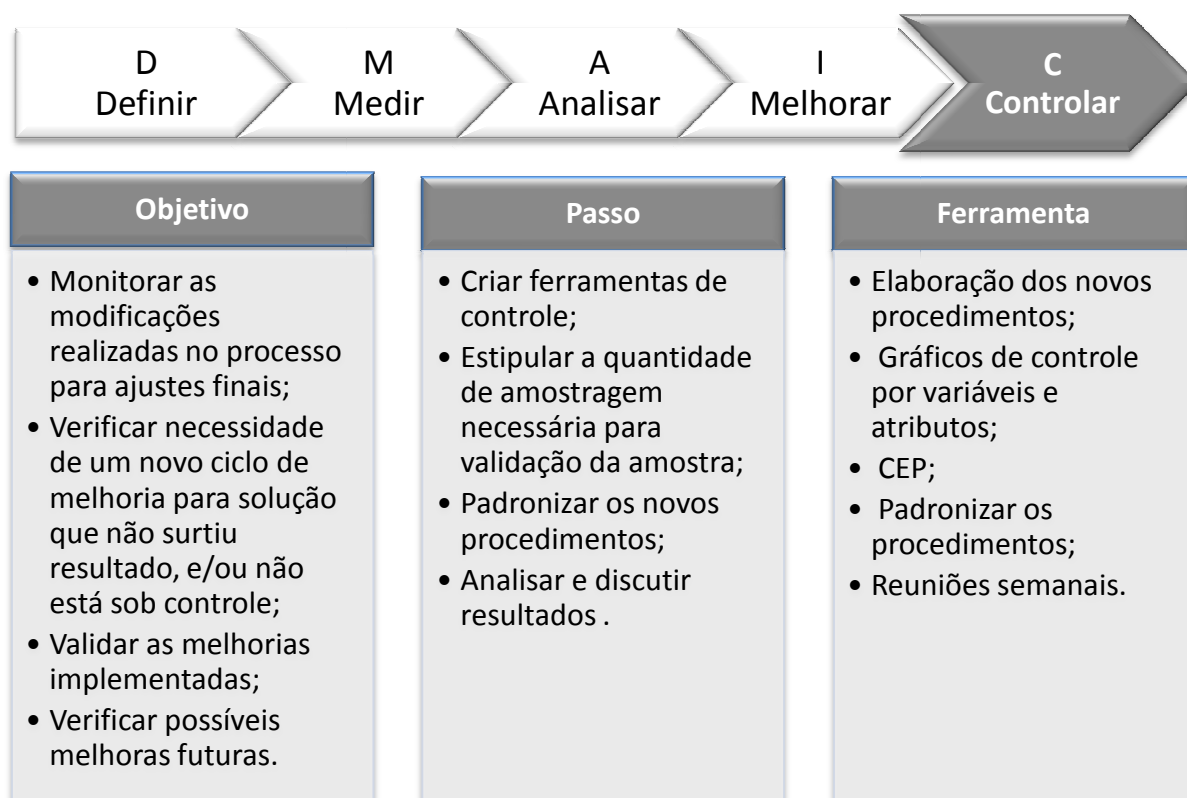 D
Definir
M
Medir
A
Analisar
I
Melhorar
C
Controlar
Objetivo
• Monitorar as
modificações
realizadas no processo
para ajustes finais;
• Verificar necessidade
de um novo ciclo de
melhoria para solução
que não surtiu
resultado, e/ou não
está sob controle;
• Validar as melhorias
implementadas;
• Verificar possíveis
melhoras futuras.
Passo
• Criar ferramentas de
controle;
• Estipular a quantidade
de amostragem
necessária para
validação da amostra;
• Padronizar os novos
procedimentos;
• Analisar e discutir
resultados .
Ferramenta
• Elaboração dos novos
procedimentos;
• Gráficos de controle
por variáveis e
atributos;
• CEP;
• Padronizar os
procedimentos;
• Reuniões semanais.